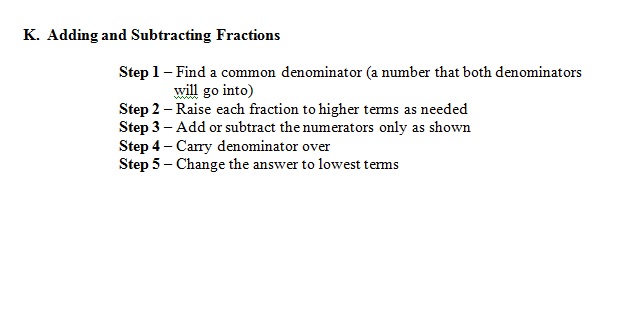 K. Adding and Subtracting Fractions
Step 1 – Find a common denominator (a number that both denominators
will go into)
Step 2 – Raise each fraction to higher terms as needed
Step 3 – Add or subtract the numerators only as shown
Step 4 – Carry denominator over
Step 5 – Change the answer to lowest terms